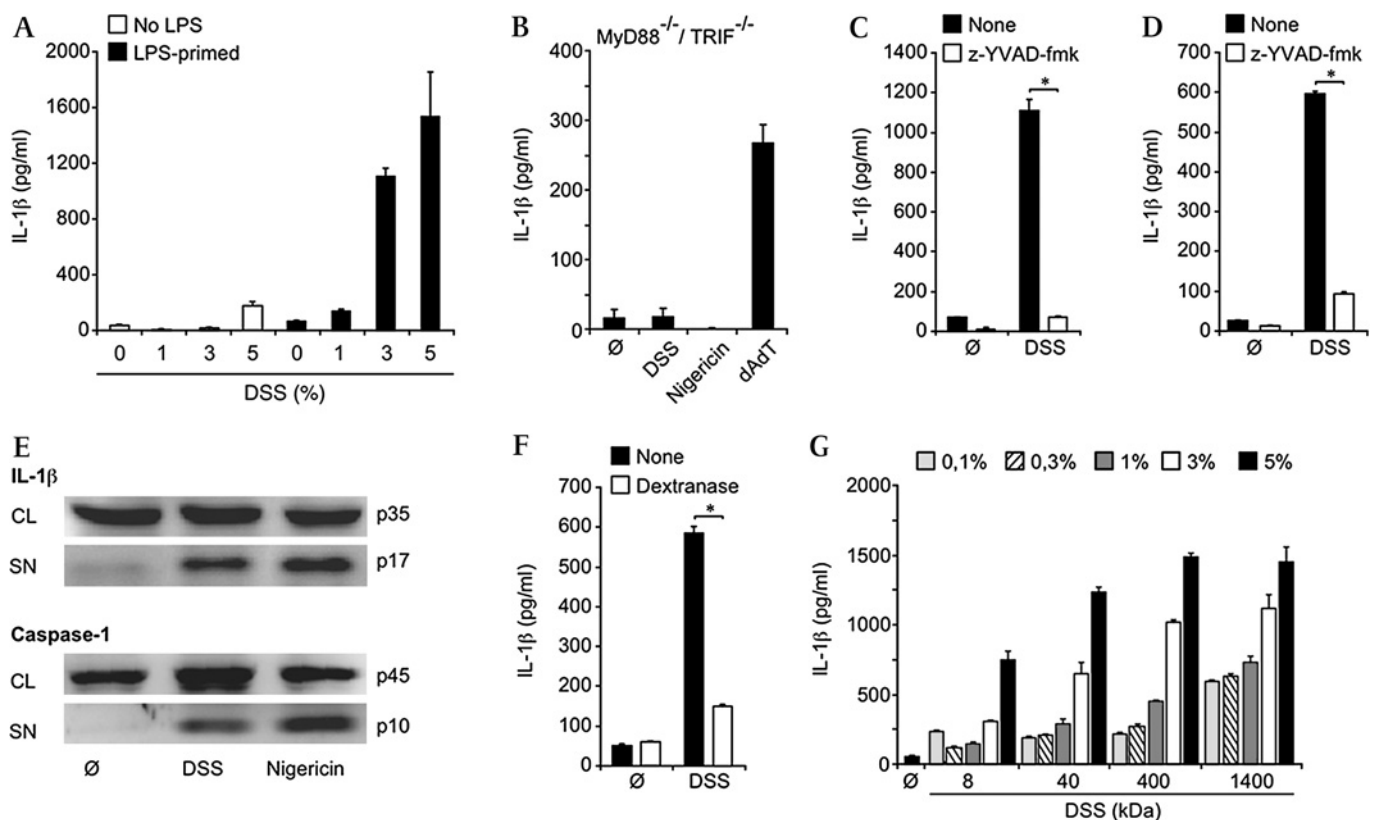 A
No LPS
LPS-primed
2000
1600
1200
800
400
0
IL-1β (pg/ml)
0 1 3 5 0 1 3 5
DSS (%)
B
MyD88-/-/ TRIF-/-
400
300
200
100
0
IL-1β (pg/ml)
Ø DSS Nigericin dAdT
C
None
z-YVAD-fmk
1400
1200
1000
800
600
400
200
0
IL-1β (pg/ml)
*
Ø DSS
D
None
z-YVAD-fmk
700
600
500
400
300
200
100
0
IL-1β (pg/ml)
*
Ø DSS
E
IL-1β
CL p35
SN p17
Caspase-1
CL p45
SN p10
Ø DSS Nigericin
F
None
Dextranase
700
600
500
400
300
200
100
0
IL-1β (pg/ml)
*
Ø DSS
G
0,1% 0,3% 1% 3% 5%
2000
1500
1000
500
0
IL-1β (pg/ml)
Ø 8 40 400 1400
DSS (kDa)